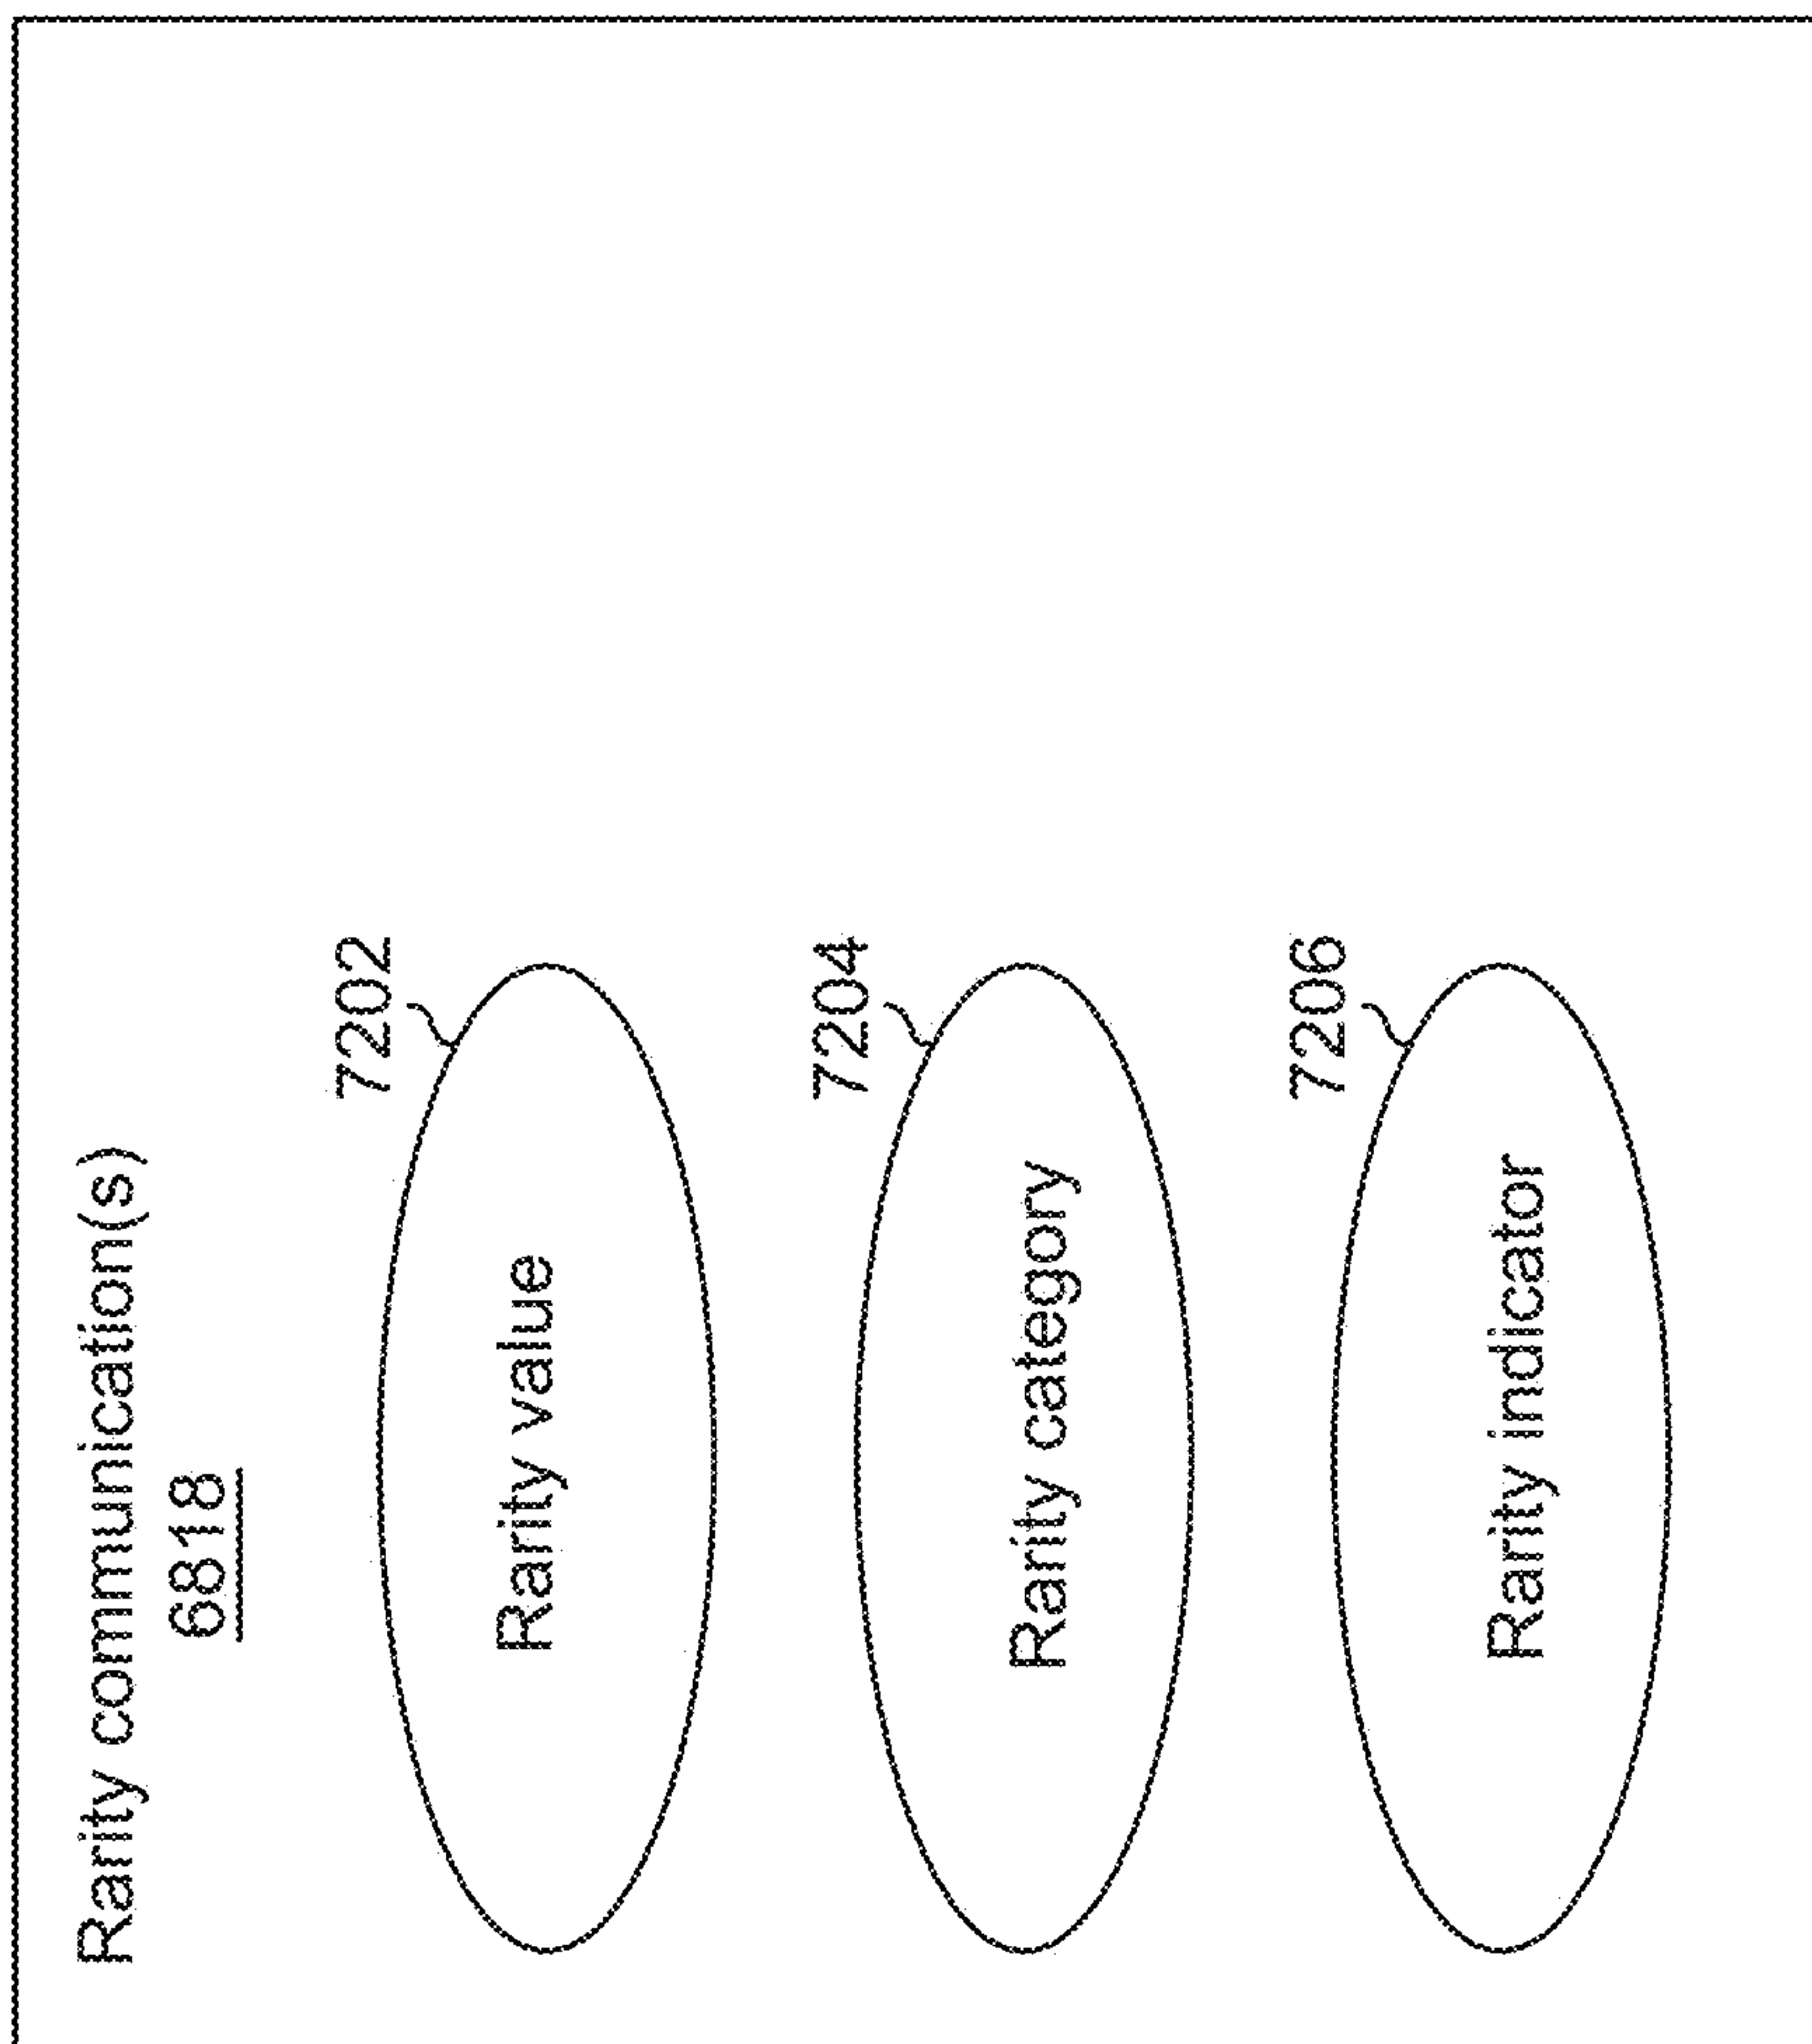 Rarity communication(s)
6818
7202
Rarity value
7204
Rarity category
7206
Rarity indicator